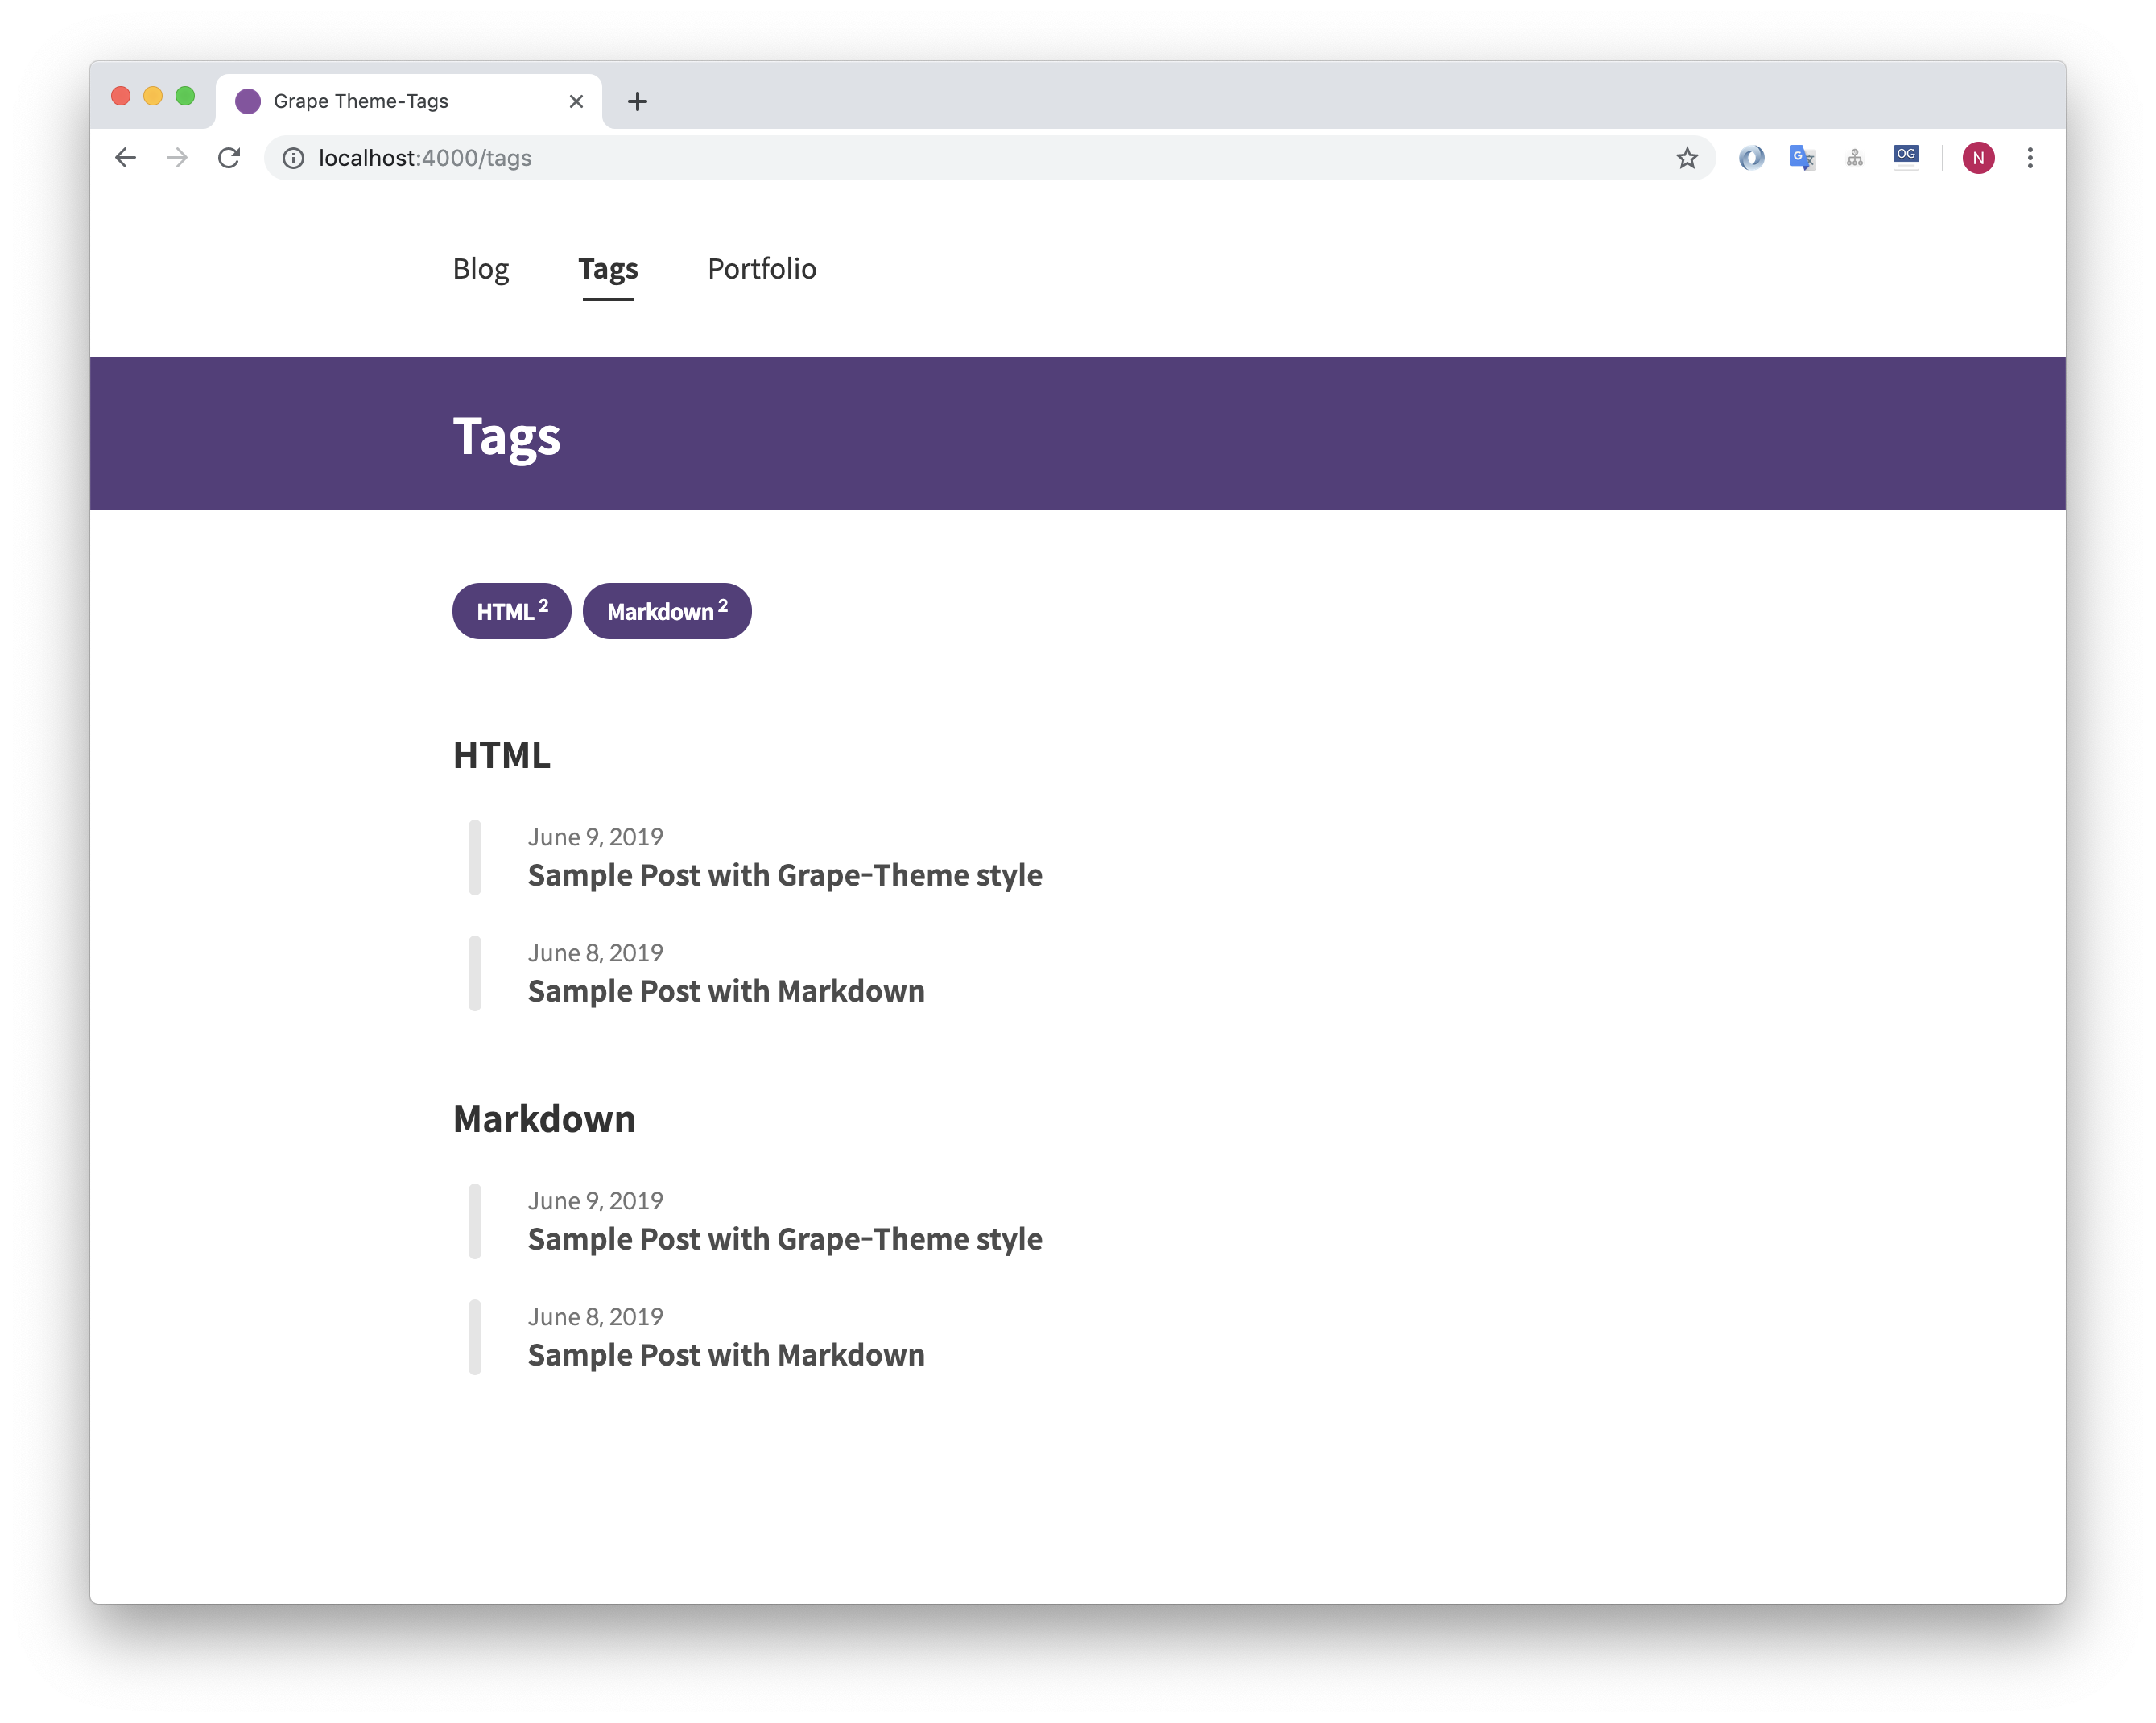 Grape Theme-Tags
localhost:4000/tags
OG
N
Blog Tags Portfolio
Tags
HTML 2 Markdown 2
HTML
June 9, 2019
Sample Post with Grape-Theme style
June 8, 2019
Sample Post with Markdown
Markdown
June 9, 2019
Sample Post with Grape-Theme style
June 8, 2019
Sample Post with Markdown